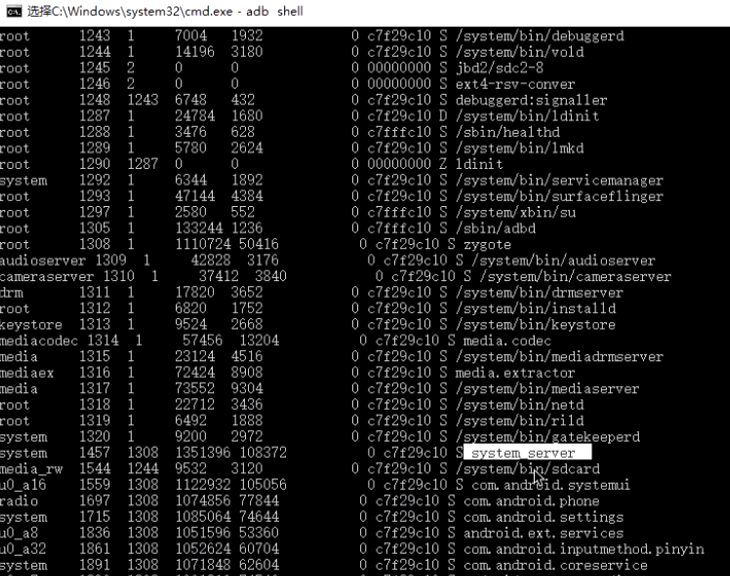 选择C:\Windows\system32\cmd.exe - adb shell
root 1243 1 7004 1932 0 c7f29c10 S /system/bin/debuggerd
root 1244 1 14196 3180 0 c7f29c10 S /system/bin/vold
root 1245 2 0 0 0 00000000 S jbd2/sdc2-8
root 1246 2 0 0 0 00000000 S ext4-rsv-conver
root 1248 1243 6748 432 0 c7f29c10 S debuggerd:signaller
root 1287 1 24784 1680 0 c7f29c10 D /system/bin/ldinit
root 1288 1 3476 628 0 c7fffc10 S /sbin/healthd
root 1289 1 5780 2624 0 c7f29c10 S /system/bin/lmkd
root 1290 1287 0 0 0 00000000 Z ldinit
system 1292 1 6344 1892 0 c7f29c10 S /system/bin/servicemanager
root 1293 1 47144 4384 0 c7f29c10 S /system/bin/surfaceflinger
root 1297 1 2580 552 0 c7fffc10 S /system/xbin/su
root 1305 1 133244 1236 0 c7fffc10 S /sbin/adbd
root 1308 1 1110724 50416 0 c7f29c10 S zygote
audioserver 1309 1 42828 3176 0 c7f29c10 S /system/bin/audioserver
cameraserver 1310 1 37412 3840 0 c7f29c10 S /system/bin/cameraserver
drm 1311 1 17820 3652 0 c7f29c10 S /system/bin/drmserver
root 1312 1 6820 1752 0 c7f29c10 S /system/bin/installd
keystore 1313 1 9524 2668 0 c7f29c10 S /system/bin/keystore
mediacodec 1314 1 57456 13204 0 c7f29c10 S media.codec
media 1315 1 23124 4516 0 c7f29c10 S /system/bin/mediadrmserver
mediaex 1316 1 72424 8908 0 c7f29c10 S media.extractor
media 1317 1 73552 9304 0 c7f29c10 S /system/bin/mediaserver
root 1318 1 22712 3436 0 c7f29c10 S /system/bin/netd
root 1319 1 6492 1888 0 c7f29c10 S /system/bin/rild
system 1320 1 9200 2972 0 c7f29c10 S /system/bin/gatekeeperd
system 1457 1308 1351396 108372 0 c7f29c10 S system_server
media_rw 1544 1244 9532 3120 0 c7f29c10 S /system/bin/sdcard
u0_a16 1559 1308 1122932 105056 0 c7f29c10 S com.android.systemui
radio 1697 1308 1074856 77844 0 c7f29c10 S com.android.phone
system 1715 1308 1085064 74644 0 c7f29c10 S com.android.settings
u0_a8 1836 1308 1051596 53360 0 c7f29c10 S android.ext.services
u0_a32 1861 1308 1052624 60704 0 c7f29c10 S com.android.inputmethod.pinyin
system 1891 1308 1071848 62604 0 c7f29c10 S com.android.coreservice